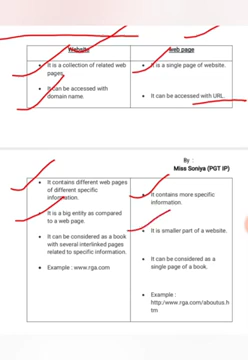 Website
Web page
It is a collection of related web
pages.
It is a single page of website.
It can be accessed with
domain name.
It can be accessed with URL.
By :
Miss Soniya (PGT IP)
It contains different web pages
of different specific
information.
It contains more specific
information.
It is a big entity as compared
to a web page.
It is smaller part of a website.
It can be considered as a book
with several interlinked pages
related to specific information.
It can be considered as a
single page of a book.
Example : www.rga.com
Example :
http:/www.rga.com/aboutus.h
tm